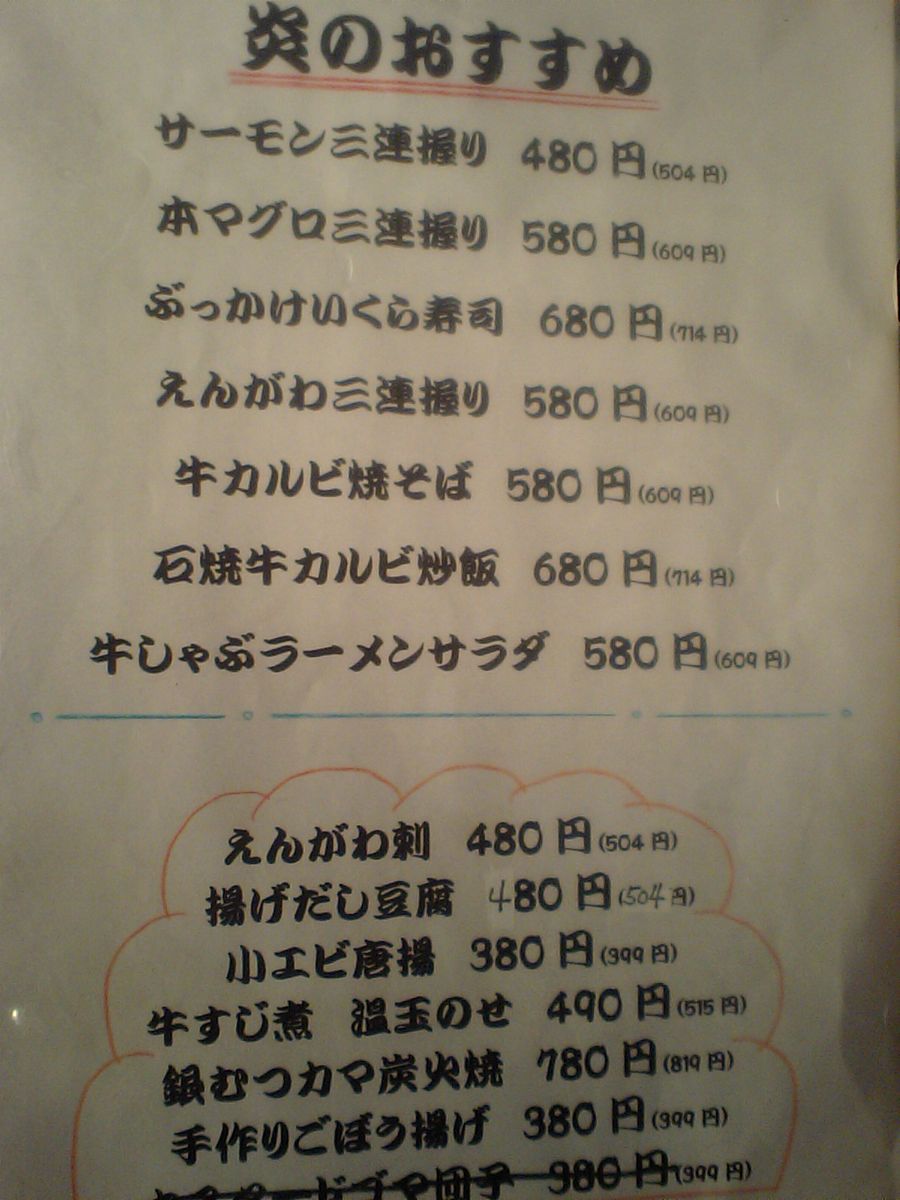 炎のおすすめ
サーモン三連握り 480円(504円)
本マグロ三連握り 580円(609円)
ぶっかけいくら寿司 680円(714円)
えんがわ三連握り 580円(609円)
牛カルビ焼そば 580円(609円)
石焼牛カルビ炒飯 680円(714円)
牛しゃぶラーメンサラダ 580円(609円)
えんがわ刺 480円(504円)
揚げだし豆腐 480円(504円)
小エビ唐揚 380円(399円)
牛すじ煮 温玉のせ 490円(515円)
銀むつカマ炭火焼 780円(819円)
手作りごぼう揚げ 380円(399円)
団子 380円(399円)